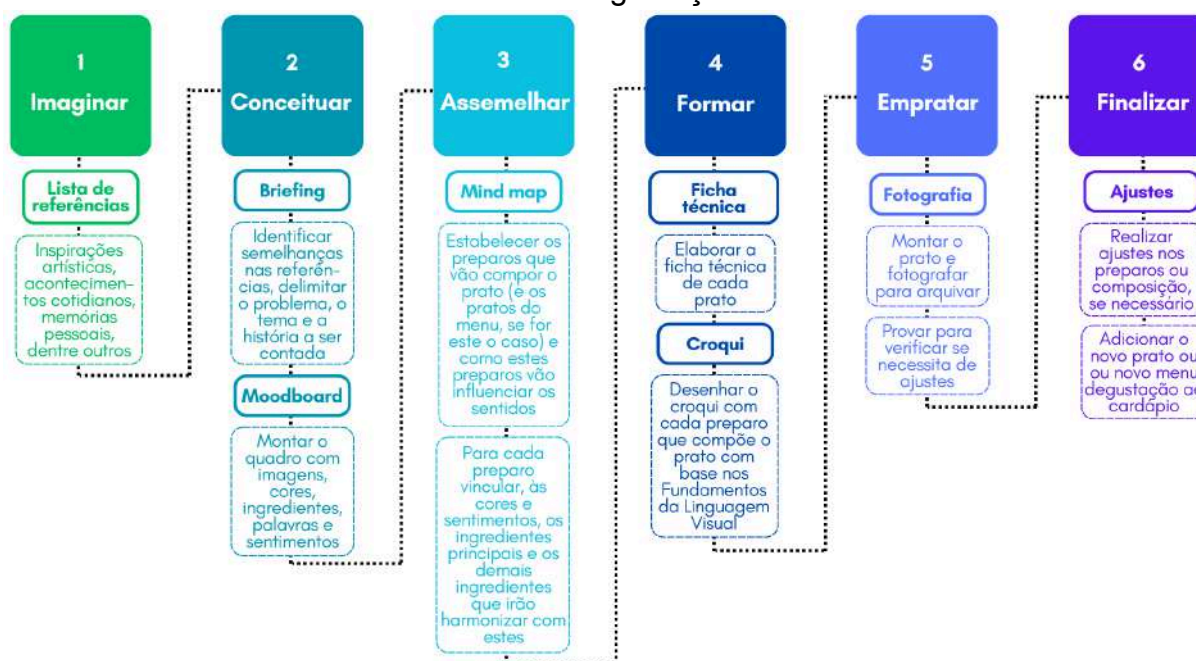 1
Imaginar
Lista de
referências
Inspirações
artísticas,
acontecimen-
tos cotidianos,
memórias
pessoais,
dentre outros
2
Conceituar
Briefing
Identificar
semelhanças
nas referên-
cias, delimitar
o problema, o
tema e a
história a ser
contada
Moodboard
Montar o
quadro com
imagens,
cores,
ingredientes,
palavras e
sentimentos
3
Assemelhar
Mind map
Estabelecer os
preparos que
vão compor o
prato (e os
pratos do
menu, se for
este o caso) e
como estes
preparos vão
influenciar os
sentidos
Para cada
preparo
vincular, às
cores e
sentimentos, os
ingredientes
principais e os
demais
ingredientes
que irão
harmonizar com
estes
4
Formar
Ficha
técnica
Elaborar a
ficha técnica
de cada
prato
Croqui
Desenhar o
croqui com
cada preparo
que compõe o
prato com
base nos
Fundamentos
da Linguagem
Visual
5
Empratar
Fotografia
Montar o
prato e
fotografar
para arquivar
Provar para
verificar se
necessita de
ajustes
6
Finalizar
Ajustes
Realizar
ajustes nos
preparos ou
composição,
se necessário
Adicionar o
novo prato ou
ou novo menu
degustação ao
cardápio